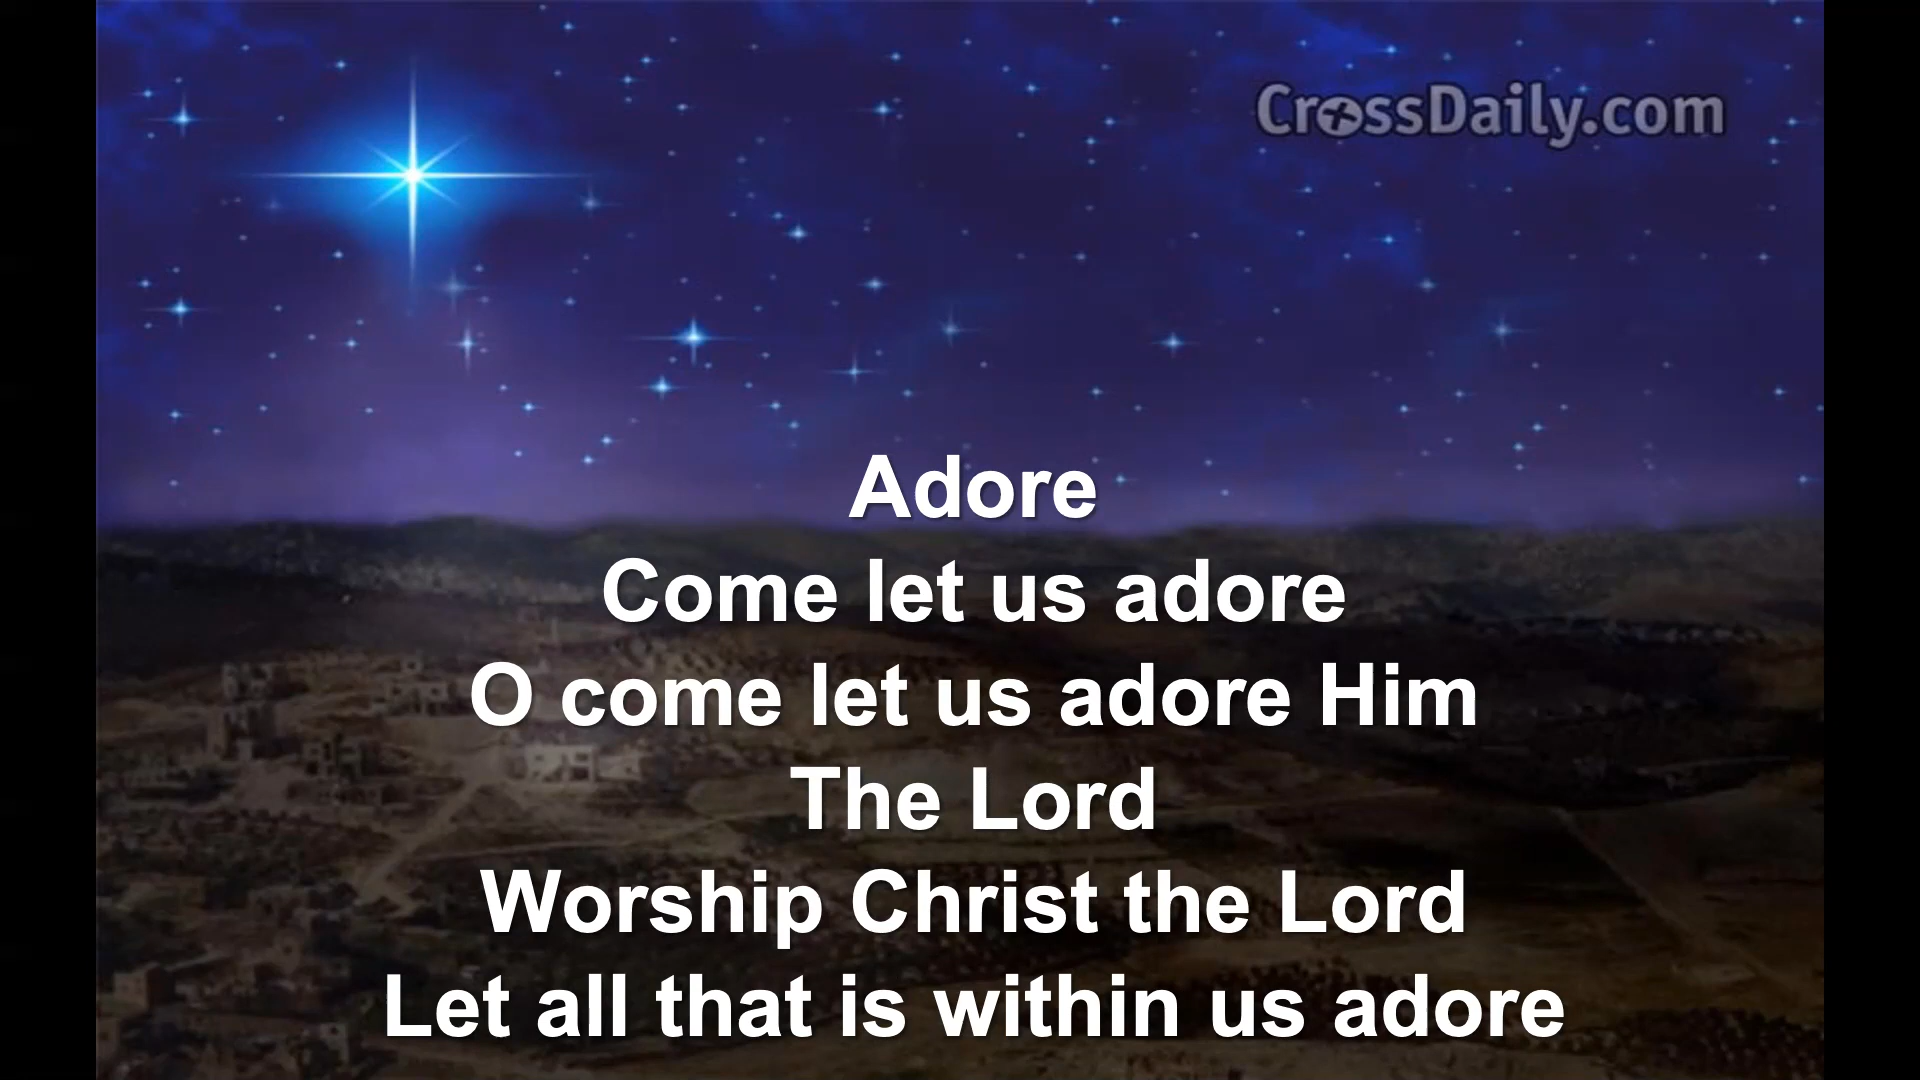 CrossDaily.com
Adore
Come let us adore
O come let us adore Him
The Lord
Worship Christ the Lord
Let all that is within us adore